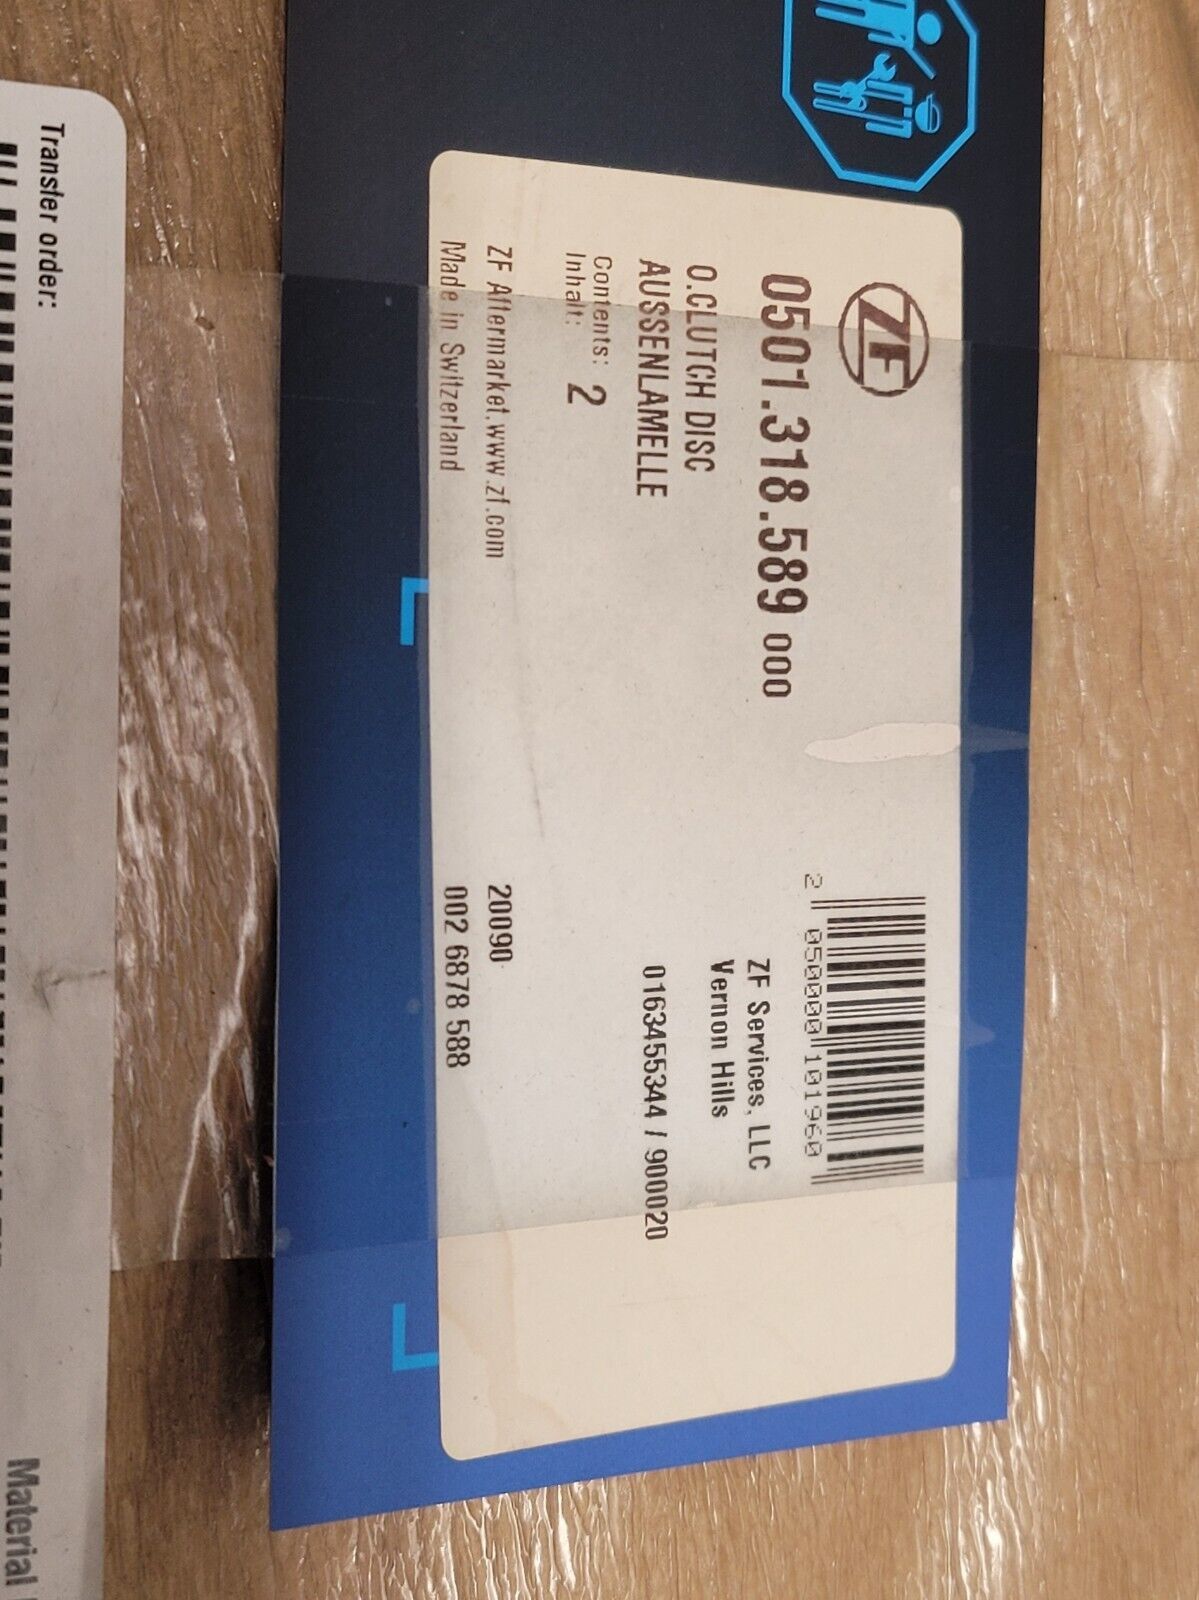 ZF
0501.318.589 000
O.CLUTCH DISC
AUSSENLAMELLE
Contents: 2
Inhalt:
ZF Aftermarket.www.zf.com
Made in Switzerland
2 050000 101960
ZF Services, LLC
Vernon Hills
0163455344 / 900020
20090
002 6878 588
Transfer order:
Material